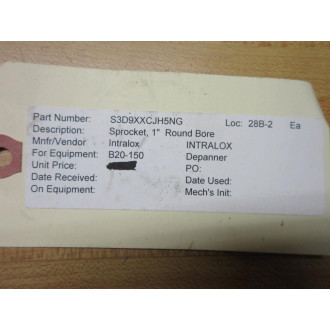 Part Number: S3D9XXCJH5NG Loc: 28B-2 Ea
Description: Sprocket, 1" Round Bore
Mnfr/Vendor Intralox INTRALOX
For Equipment: B20-150 Depanner
Unit Price: PO:
Date Received: Date Used:
On Equipment: Mech's Init: